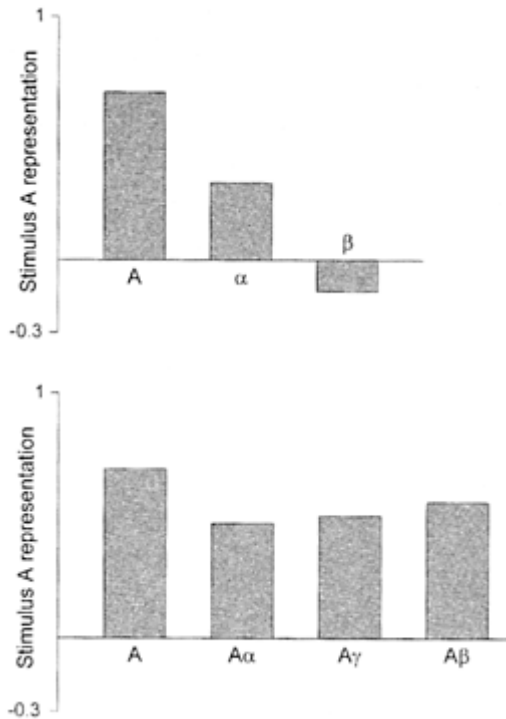 1
Stimulus A representation
β
A α
-0.3
1
Stimulus A representation
A Aα Aγ Aβ
-0.3